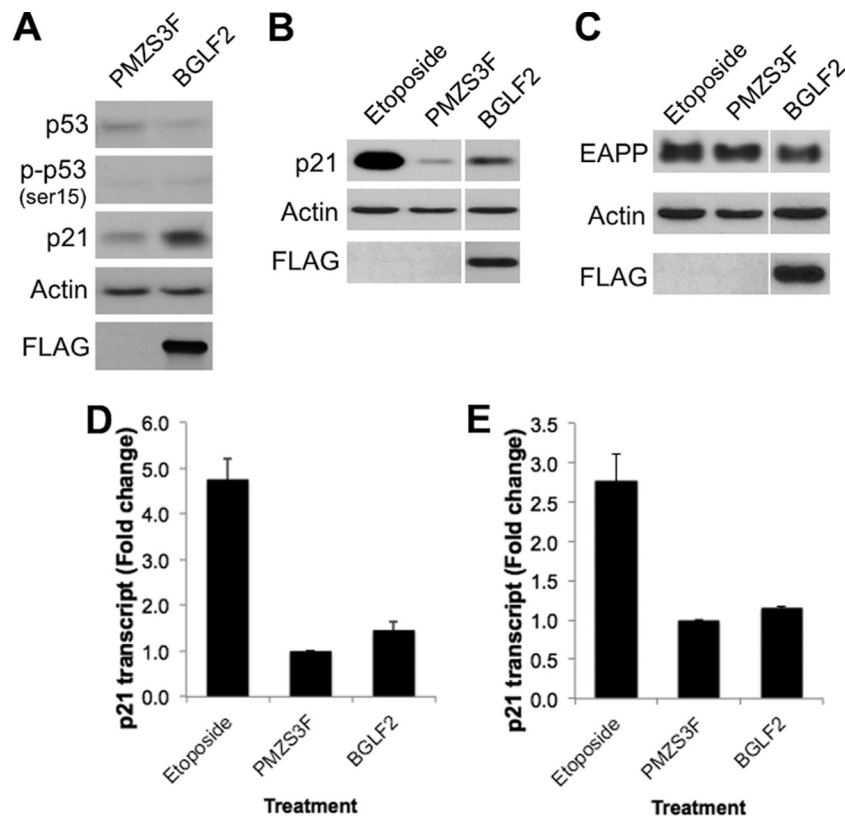 A
PMZS3F
BGLF2
p53
p-p53
(ser15)
p21
Actin
FLAG
B
Etoposide
PMZS3F
BGLF2
p21
Actin
FLAG
C
Etoposide
PMZS3F
BGLF2
EAPP
Actin
FLAG
D
p21 transcript (Fold change)
6.0
5.0
4.0
3.0
2.0
1.0
0.0
Etoposide
PMZS3F
BGLF2
Treatment
E
p21 transcript (Fold change)
3.5
3.0
2.5
2.0
1.5
1.0
0.5
0.0
Etoposide
PMZS3F
BGLF2
Treatment